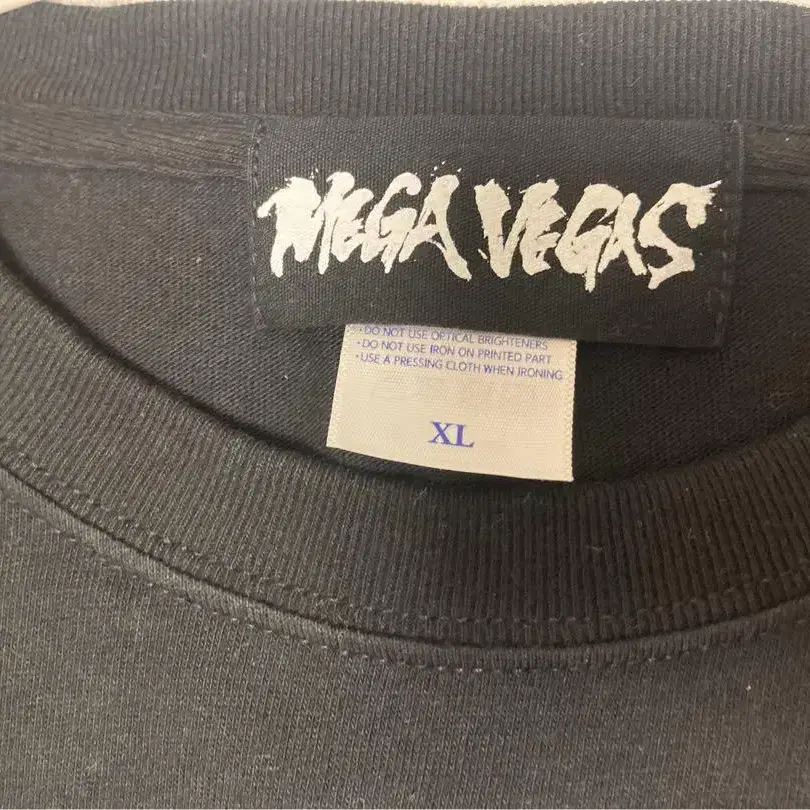 MEGA VEGAS
・DO NOT USE OPTICAL BRIGHTENERS
・DO NOT USE IRON ON PRINTED PART
・USE A PRESSING CLOTH WHEN IRONING
XL